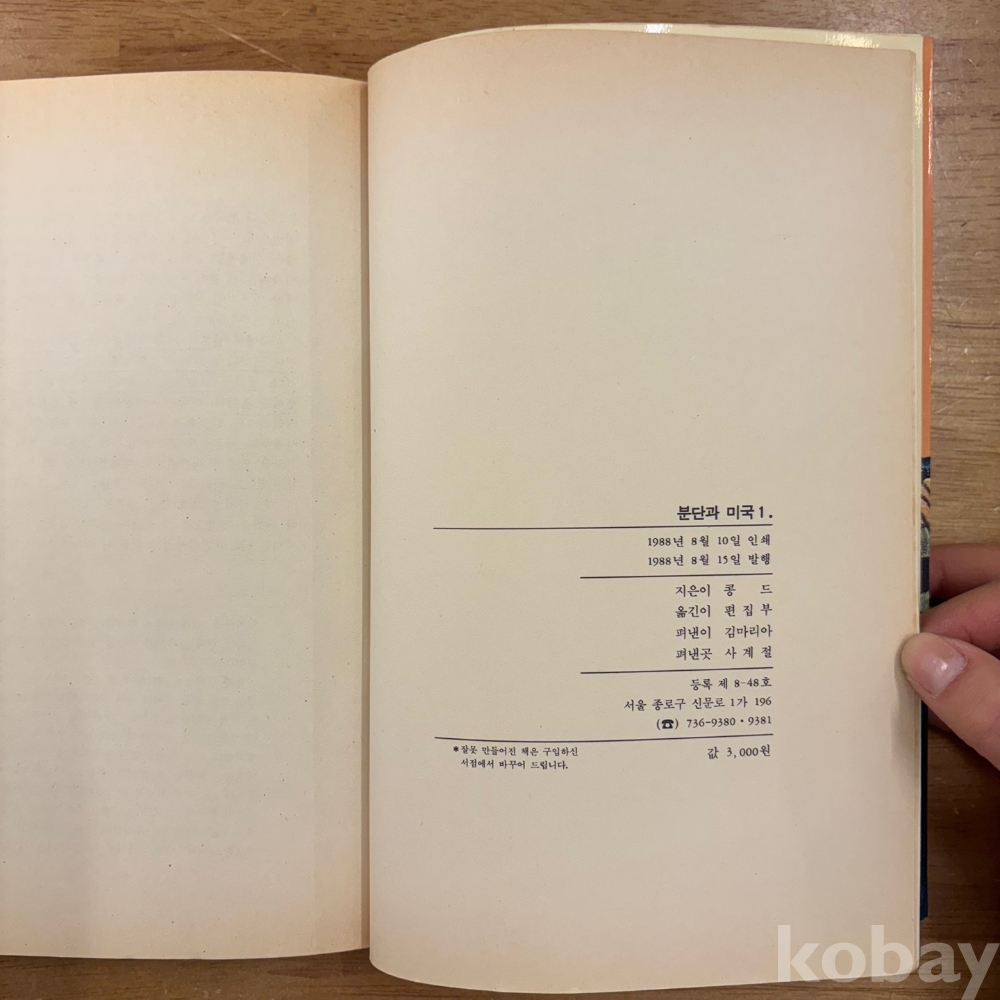 분단과 미국 1.
1988년 8월 10일 인쇄
1988년 8월 15일 발행
지은이 콩 드
옮긴이 편 집 부
펴낸이 김마리아
펴낸곳 사 계 절
등록 제 8-48호
서울 종로구 신문로 1가 196
(☎) 736-9380・9381
*잘못 만들어진 책은 구입하신
서점에서 바꾸어 드립니다.
값 3,000원
kobay